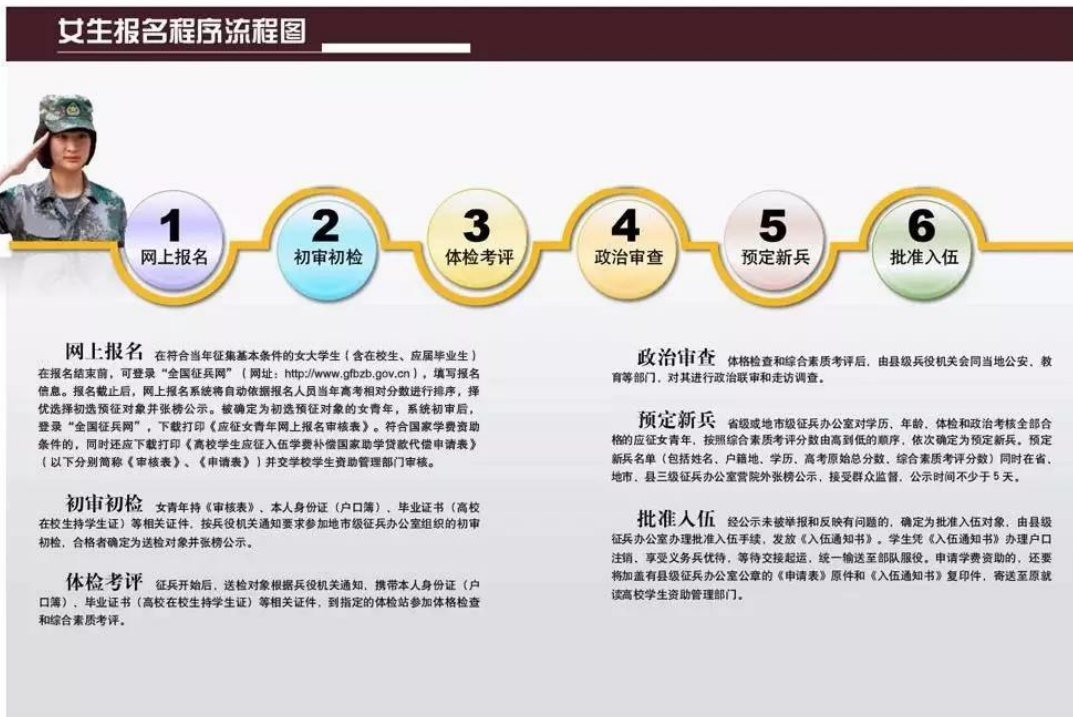 女生报名程序流程图
1
网上报名
2
初审初检
3
体检考评
4
政治审查
5
预定新兵
6
批准入伍
网上报名 在符合当年征集基本条件的女大学生（含在校生、应届毕业生）
在报名结束前，可登录“全国征兵网”（网址：http://www.gfbzb.gov.cn），填写报名
信息。报名截止后，网上报名系统将自动依据报名人员当年高考相对分数进行排序，择
优选择初选预征对象并张榜公示。被确定为初选预征对象的女青年，系统初审后，
登录“全国征兵网”，下载打印《应征女青年网上报名审核表》。符合国家学费资助
条件的，同时还应下载打印《高校学生应征入伍学费补偿国家助学贷款代偿申请表》
（以下分别简称《审核表》、《申请表》）并交学校学生资助管理部门审核。
初审初检 女青年持《审核表》、本人身份证（户口簿）、毕业证书（高校
在校生持学生证）等相关证件，按兵役机关通知要求参加地市级征兵办公室组织的初审
初检，合格者确定为送检对象并张榜公示。
体检考评 征兵开始后，送检对象根据兵役机关通知，携带本人身份证（户
口簿）、毕业证书（高校在校生持学生证）等相关证件，到指定的体检站参加体格检查
和综合素质考评。
政治审查 体格检查和综合素质考评后，由县级兵役机关会同当地公安、教
育等部门，对其进行政治联审和走访调查。
预定新兵 省级或地市级征兵办公室对学历、年龄、体检和政治考核全部合
格的应征女青年，按照综合素质考评分数由高到低的顺序，依次确定为预定新兵。预定
新兵名单（包括姓名、户籍地、学历、高考原始总分数、综合素质考评分数）同时在省、
地市、县三级征兵办公室营院外张榜公示，接受群众监督，公示时间不少于 5 天。
批准入伍 经公示未被举报和反映有问题的，确定为批准入伍对象，由县级
征兵办公室办理批准入伍手续，发放《入伍通知书》。学生凭《入伍通知书》办理户口
注销，享受义务兵优待，等待交接起运，统一输送至部队服役。申请学费资助的，还要
将加盖有县级征兵办公室公章的《申请表》原件和《入伍通知书》复印件，寄送至原就
读高校学生资助管理部门。